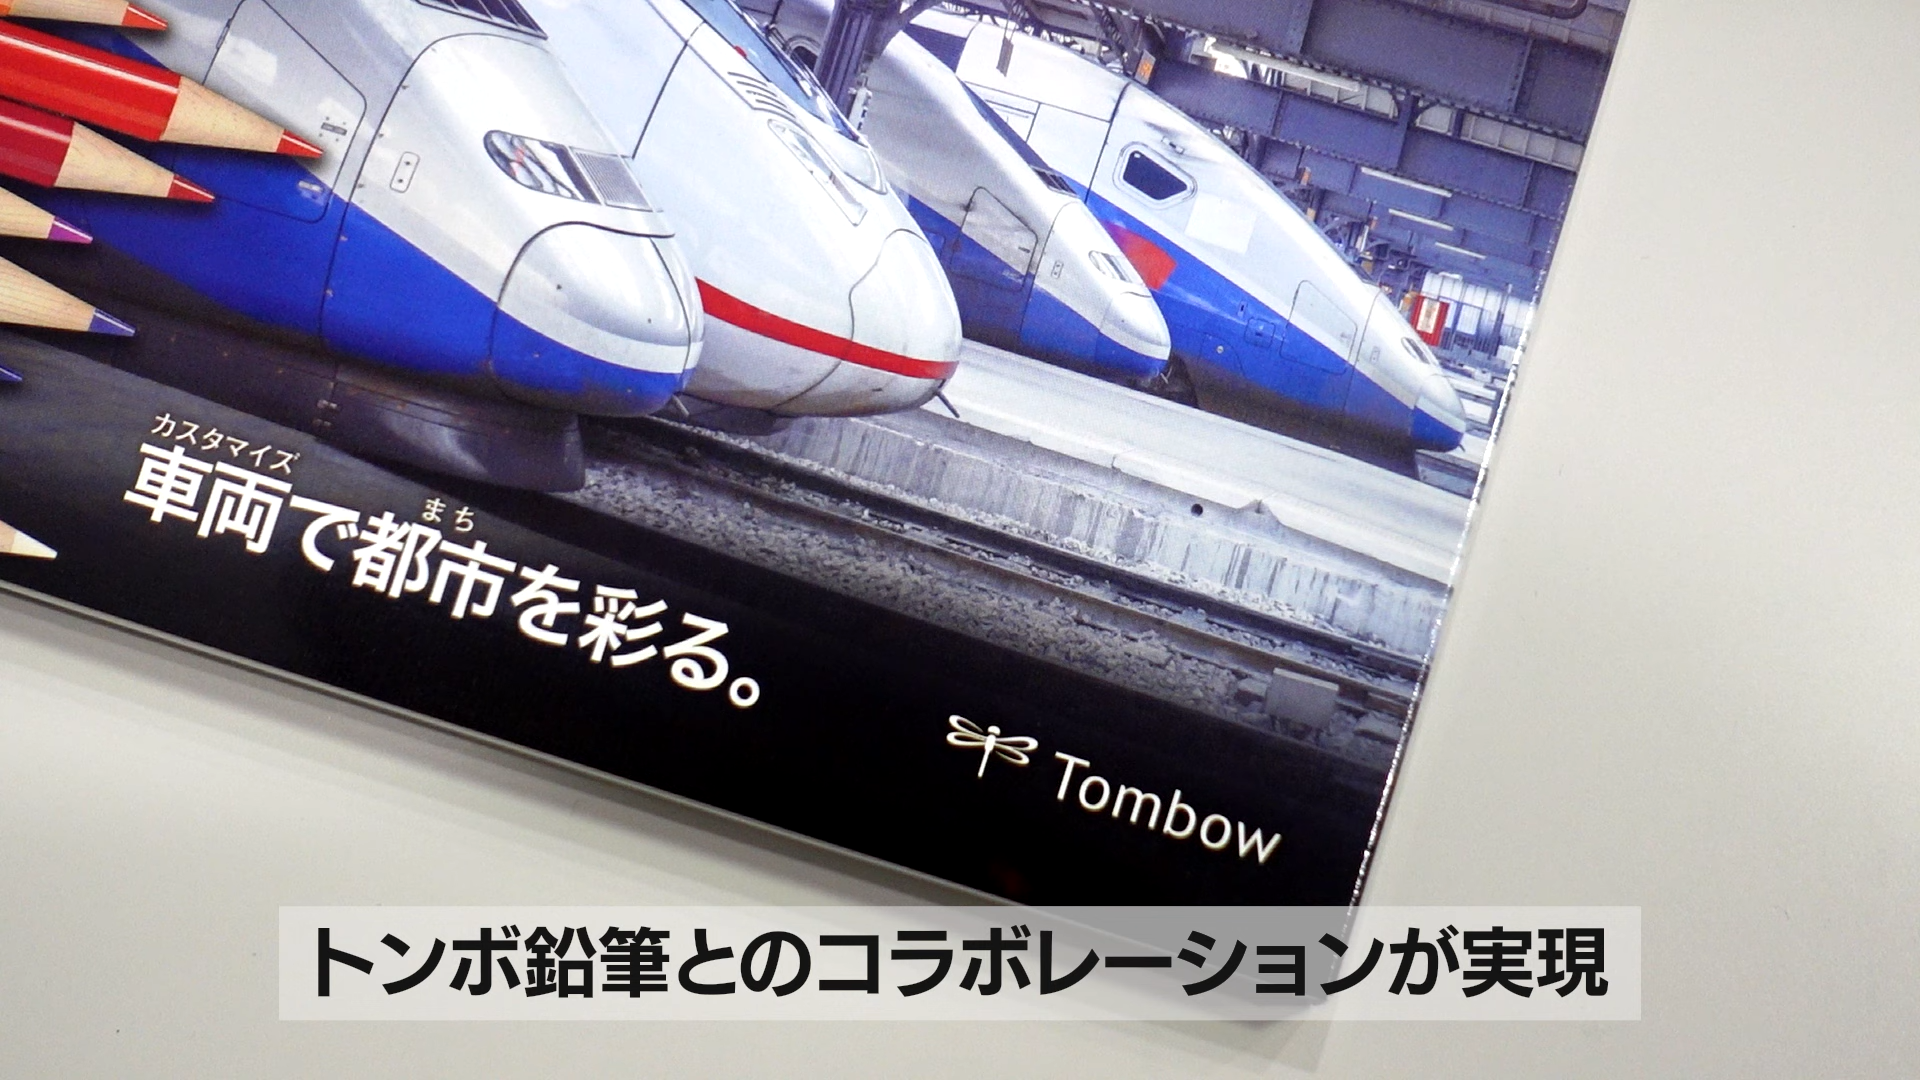 カスタマイズ
まち
車両で都市を彩る。
Tombow
トンボ鉛筆とのコラボレーションが実現